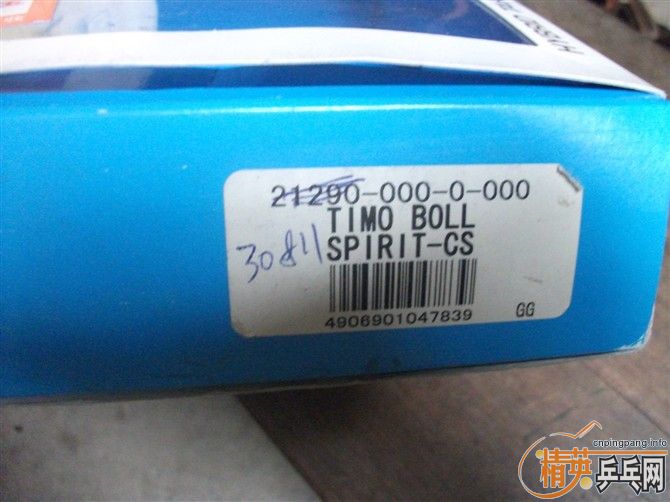 21290-000-0-000
TIMO BOLL
30811
SPIRIT-CS
4906901047839
GG
cnpingpang.info
精英乒乓网